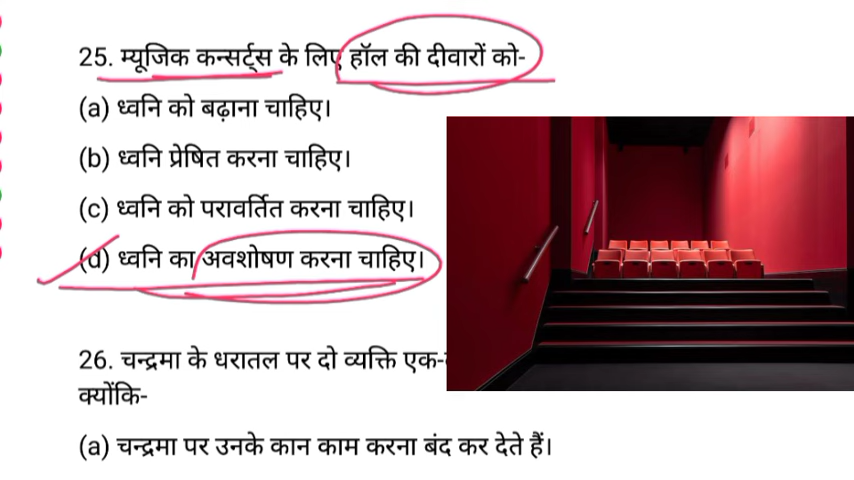 25. म्यूजिक कन्सर्ट्स के लिए हॉल की दीवारों को-
(a) ध्वनि को बढ़ाना चाहिए।
(b) ध्वनि प्रेषित करना चाहिए।
(c) ध्वनि को परावर्तित करना चाहिए।
(d) ध्वनि का अवशोषण करना चाहिए।
26. चन्द्रमा के धरातल पर दो व्यक्ति एक-
क्योंकि-
(a) चन्द्रमा पर उनके कान काम करना बंद कर देते हैं।